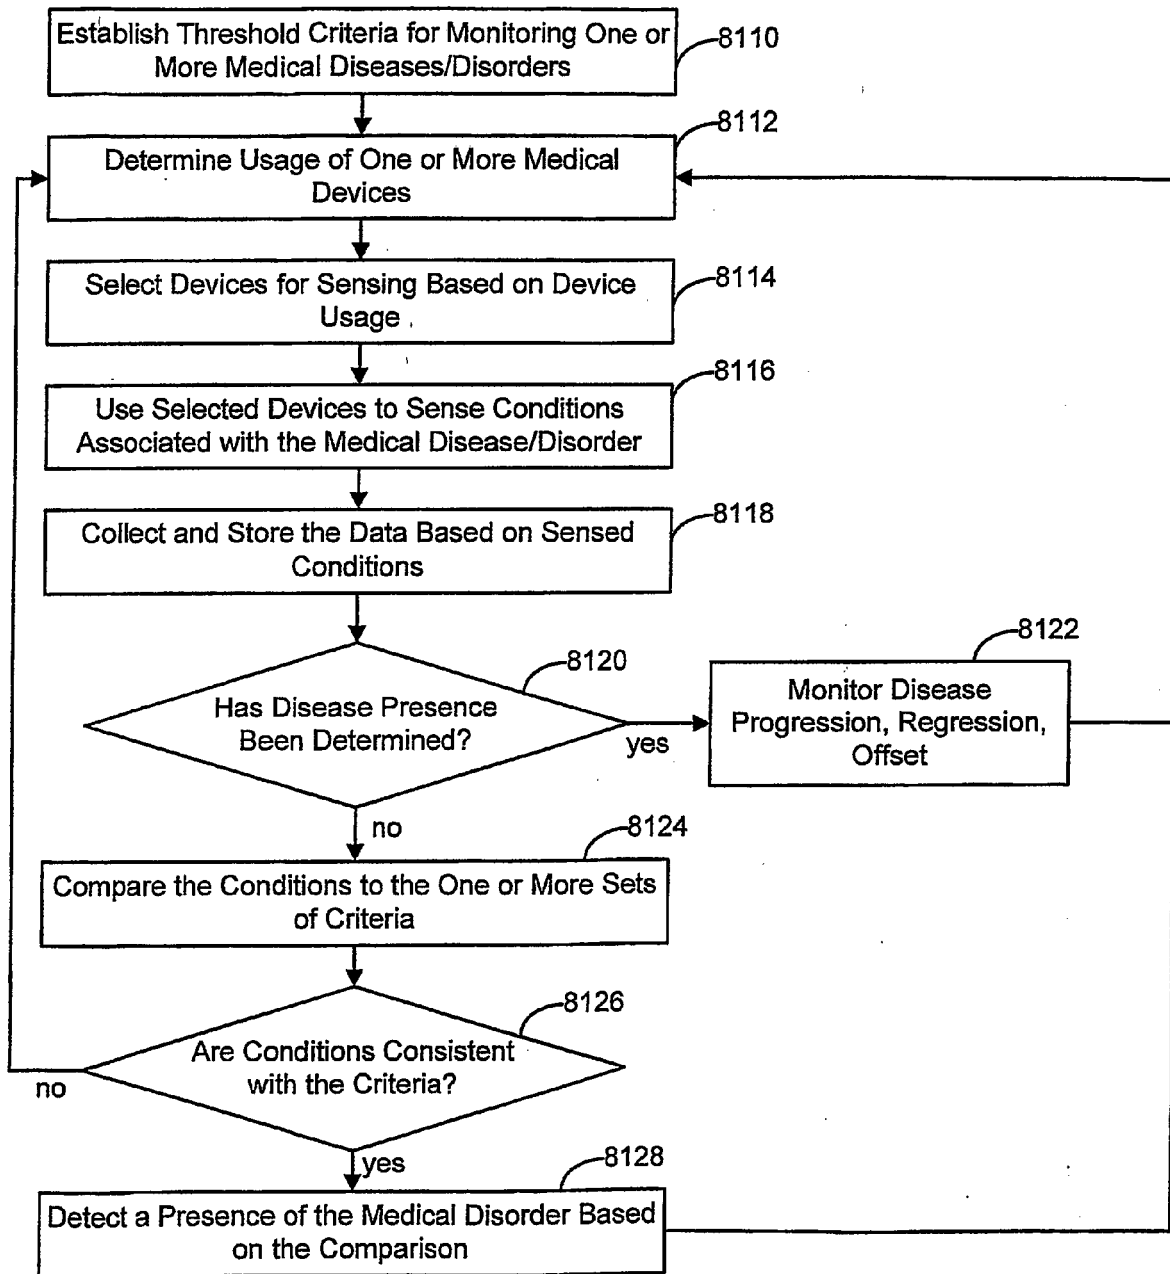 Establish Threshold Criteria for Monitoring One or
More Medical Diseases/Disorders
8110
8112
Determine Usage of One or More Medical
Devices
Select Devices for Sensing Based on Device
Usage
8114
8116
Use Selected Devices to Sense Conditions
Associated with the Medical Disease/Disorder
Collect and Store the Data Based on Sensed
Conditions
8118
8120
Has Disease Presence
Been Determined?
yes
8122
Monitor Disease
Progression, Regression,
Offset
no
8124
Compare the Conditions to the One or More Sets
of Criteria
8126
Are Conditions Consistent
with the Criteria?
no
yes
8128
Detect a Presence of the Medical Disorder Based
on the Comparison